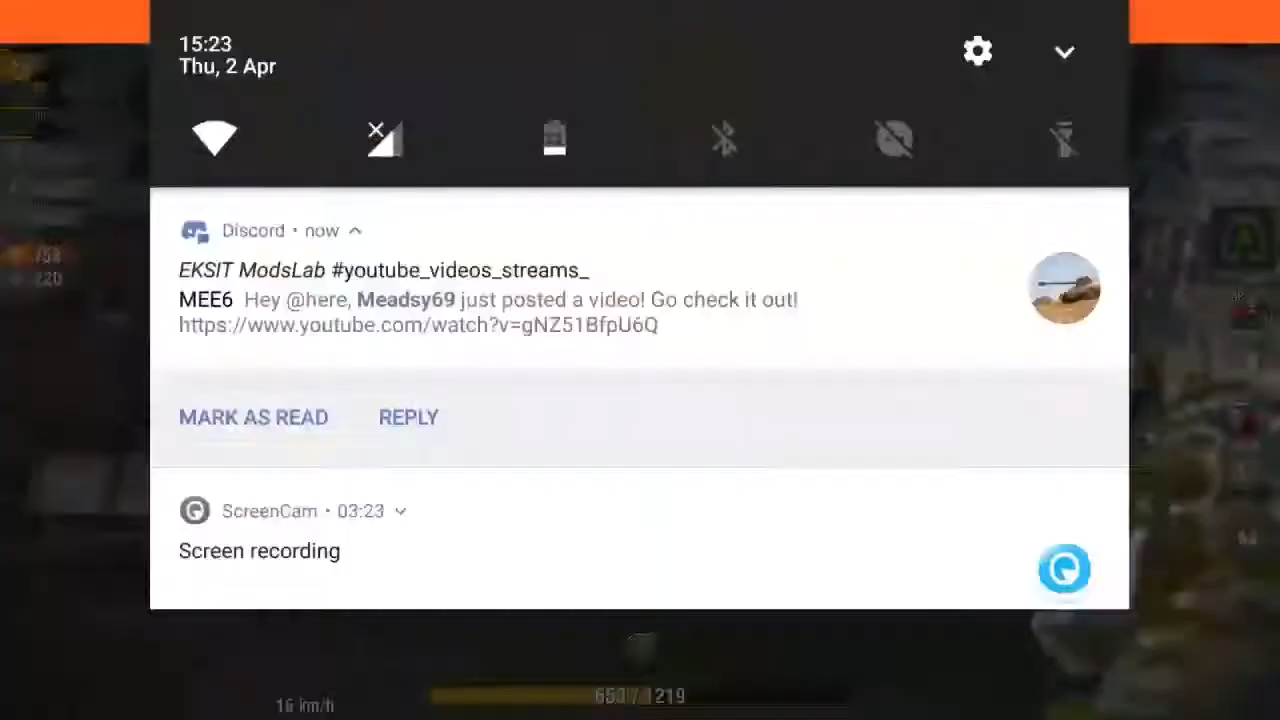 15:23
Thu, 2 Apr
Discord • now
EKSIT ModsLab #youtube_videos_streams_
MEE6 Hey @here, Meadsy69 just posted a video! Go check it out!
https://www.youtube.com/watch?v=gNZ51BfpU6Q
MARK AS READ REPLY
ScreenCam • 03:23
Screen recording
16 km/h